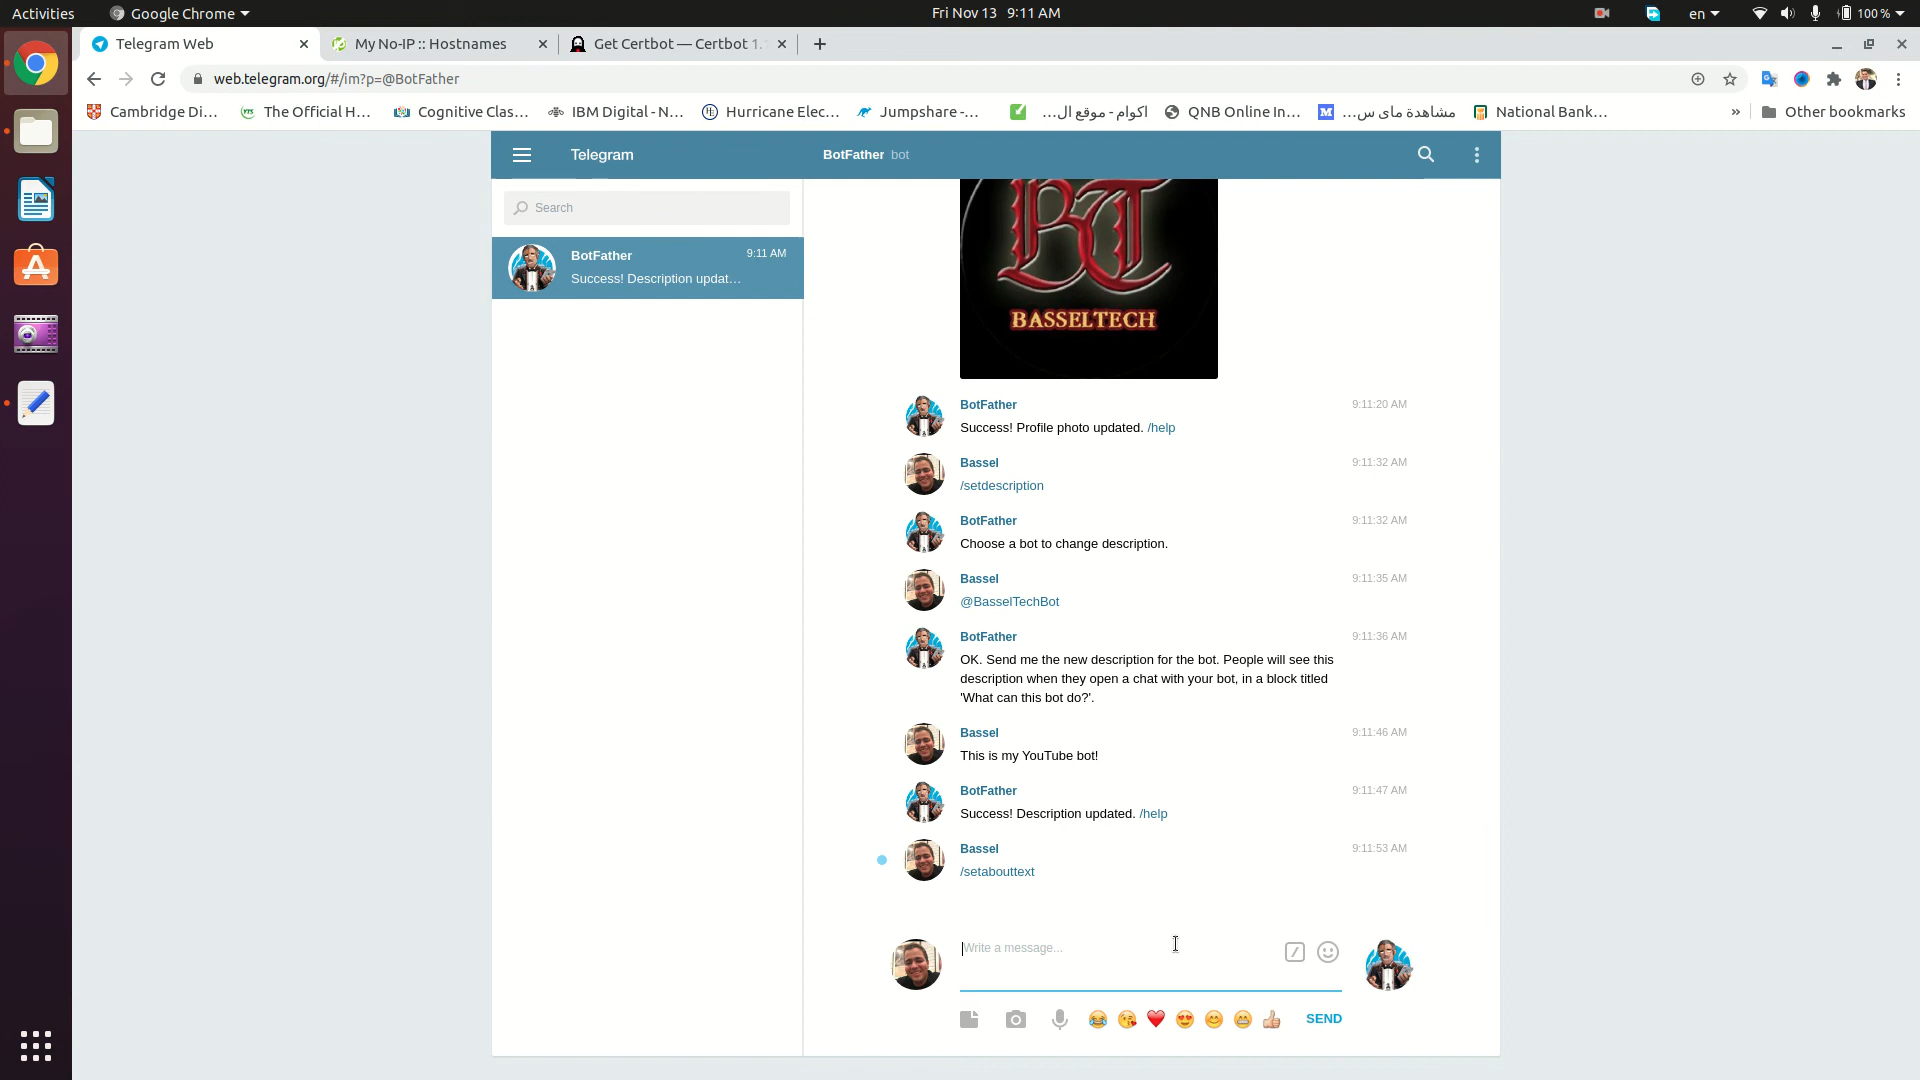 Activities
Google Chrome
Fri Nov 13 9:11 AM
en
100 %
Telegram Web
My No-IP :: Hostnames
Get Certbot — Certbot 1.
web.telegram.org/#/im?p=@BotFather
Cambridge Di...
The Official H...
Cognitive Clas...
IBM Digital - N...
Hurricane Elec...
Jumpshare -...
اكوام - موقع ال...
QNB Online In...
مشاهدة ماى س...
National Bank...
»
Other bookmarks
Telegram
BotFather bot
Search
BotFather
9:11 AM
Success! Description updat...
BT
BASSELTECH
BotFather
9:11:20 AM
Success! Profile photo updated. /help
Bassel
9:11:32 AM
/setdescription
BotFather
9:11:32 AM
Choose a bot to change description.
Bassel
9:11:35 AM
@BasselTechBot
BotFather
9:11:36 AM
OK. Send me the new description for the bot. People will see this
description when they open a chat with your bot, in a block titled
'What can this bot do?'.
Bassel
9:11:46 AM
This is my YouTube bot!
BotFather
9:11:47 AM
Success! Description updated. /help
Bassel
9:11:53 AM
/setabouttext
Write a message...
SEND